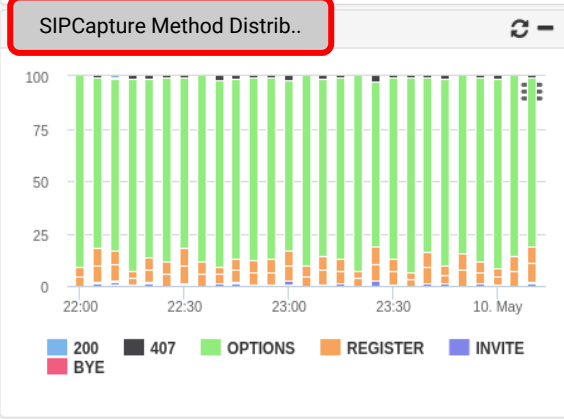 SIPCapture Method Distrib..
100
75
50
25
0
22:00 22:30 23:00 23:30 10. May
200 407 OPTIONS REGISTER INVITE
BYE